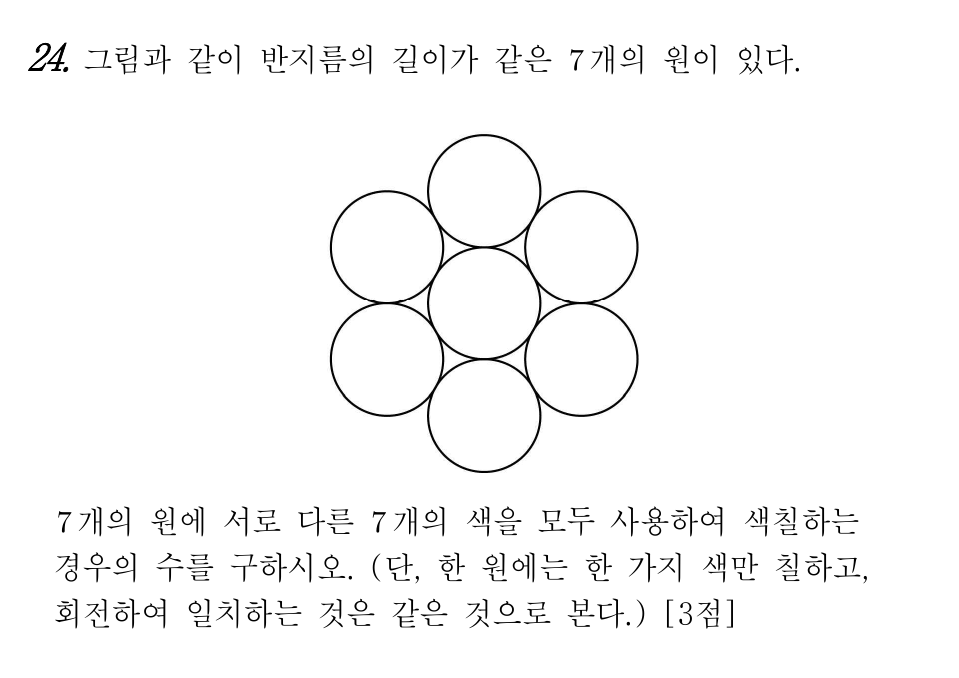 24. 그림과 같이 반지름의 길이가 같은 7개의 원이 있다.
7개의 원에 서로 다른 7개의 색을 모두 사용하여 색칠하는
경우의 수를 구하시오. (단, 한 원에는 한 가지 색만 칠하고,
회전하여 일치하는 것은 같은 것으로 본다.) [3점]